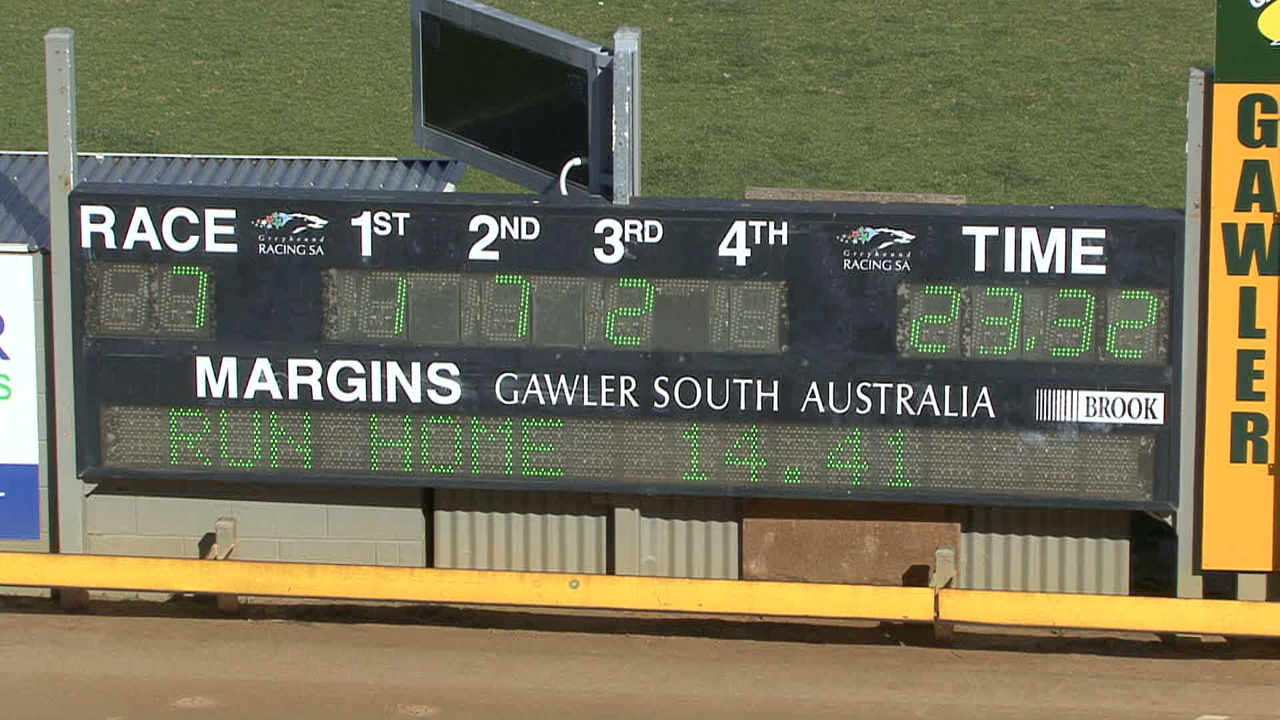 RACE Greyhound RACING SA 1ST 2ND 3RD 4TH Greyhound RACING SA TIME
7 1 7 2 23.32
MARGINS GAWLER SOUTH AUSTRALIA BROOK
RUN HOME 14.41
GAWLER